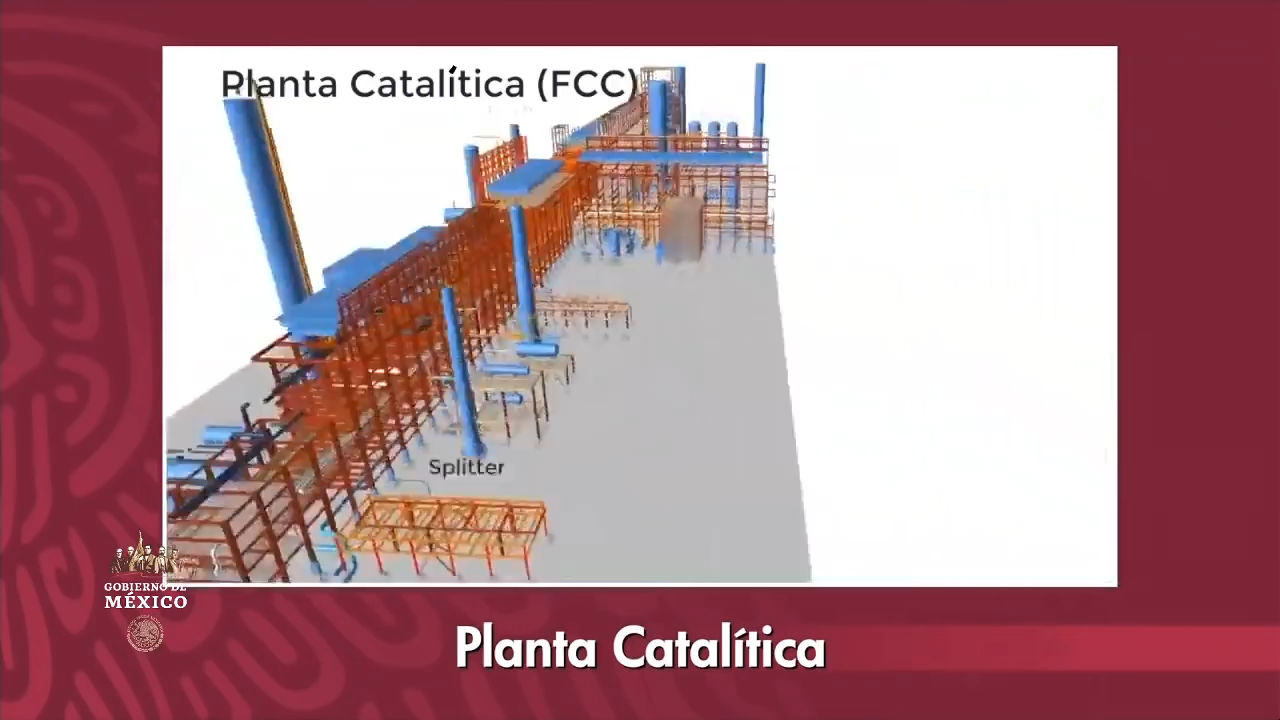 Planta Catalítica (FCC)
Splitter
GOBIERNO DE
MÉXICO
Planta Catalítica